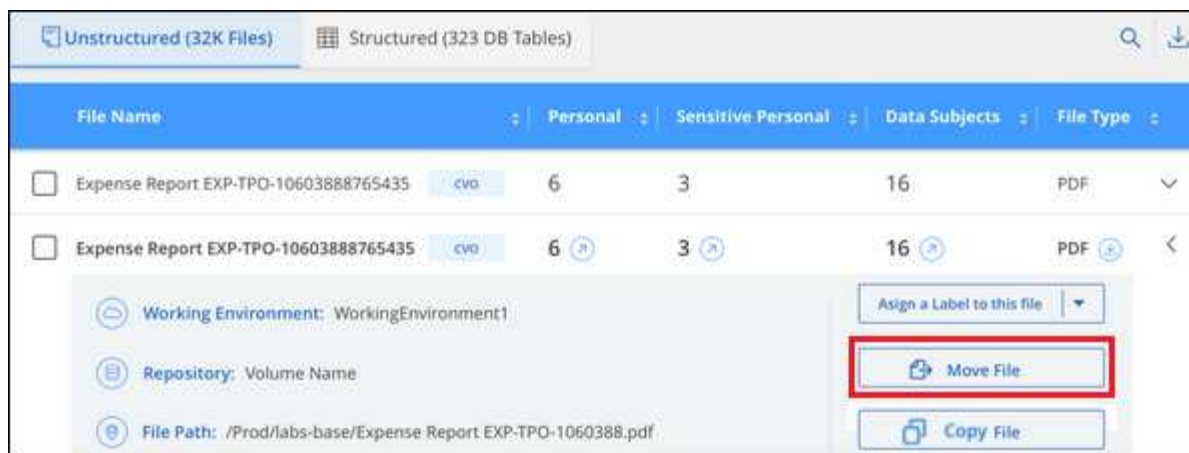 Unstructured (32K Files) Structured (323 DB Tables)
File Name Personal Sensitive Personal Data Subjects File Type
Expense Report EXP-TPO-10603888765435 CVO 6 3 16 PDF
Expense Report EXP-TPO-10603888765435 CVO 6 3 16 PDF
Working Environment: WorkingEnvironment1 Asign a Label to this file
Repository: Volume Name Move File
File Path: /Prod/labs-base/Expense Report EXP-TPO-1060388.pdf Copy File